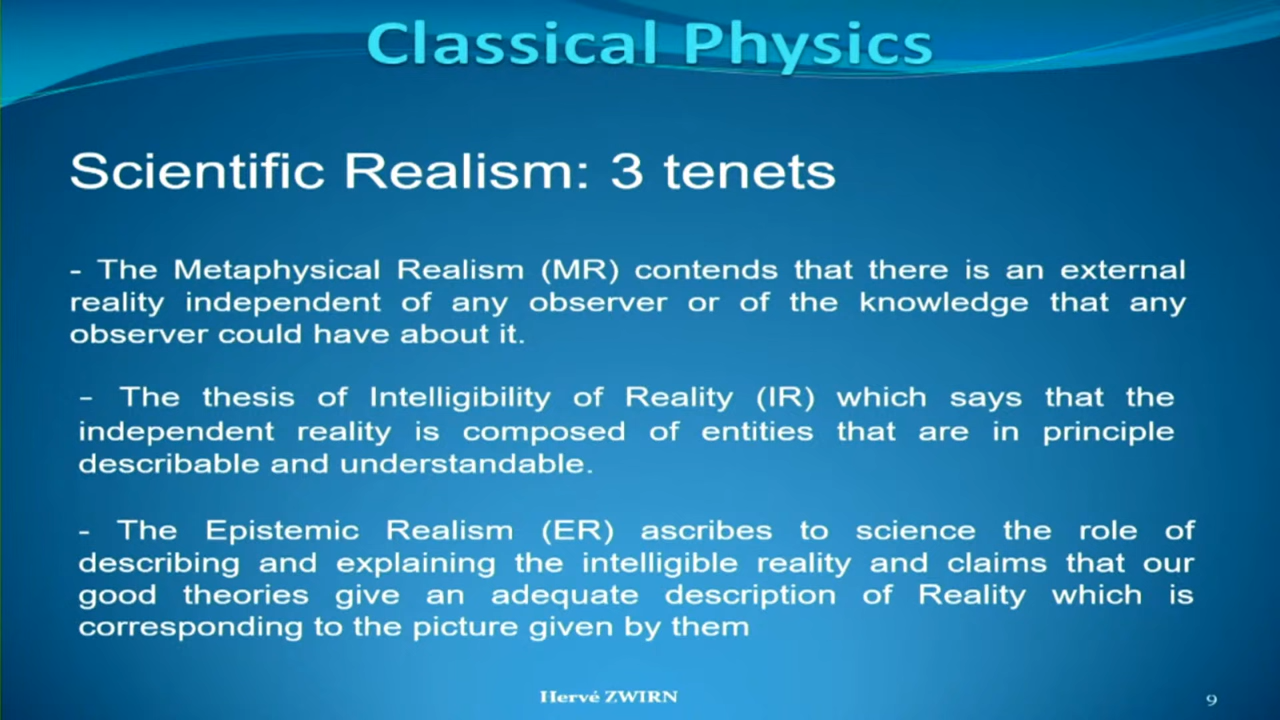 Classical Physics
Scientific Realism: 3 tenets
- The Metaphysical Realism (MR) contends that there is an external
reality independent of any observer or of the knowledge that any
observer could have about it.
– The thesis of Intelligibility of Reality (IR) which says that the
independent reality is composed of entities that are in principle
describable and understandable.
- The Epistemic Realism (ER) ascribes to science the role of
describing and explaining the intelligible reality and claims that our
good theories give an adequate description of Reality which is
corresponding to the picture given by them
Hervé ZWIRN
9